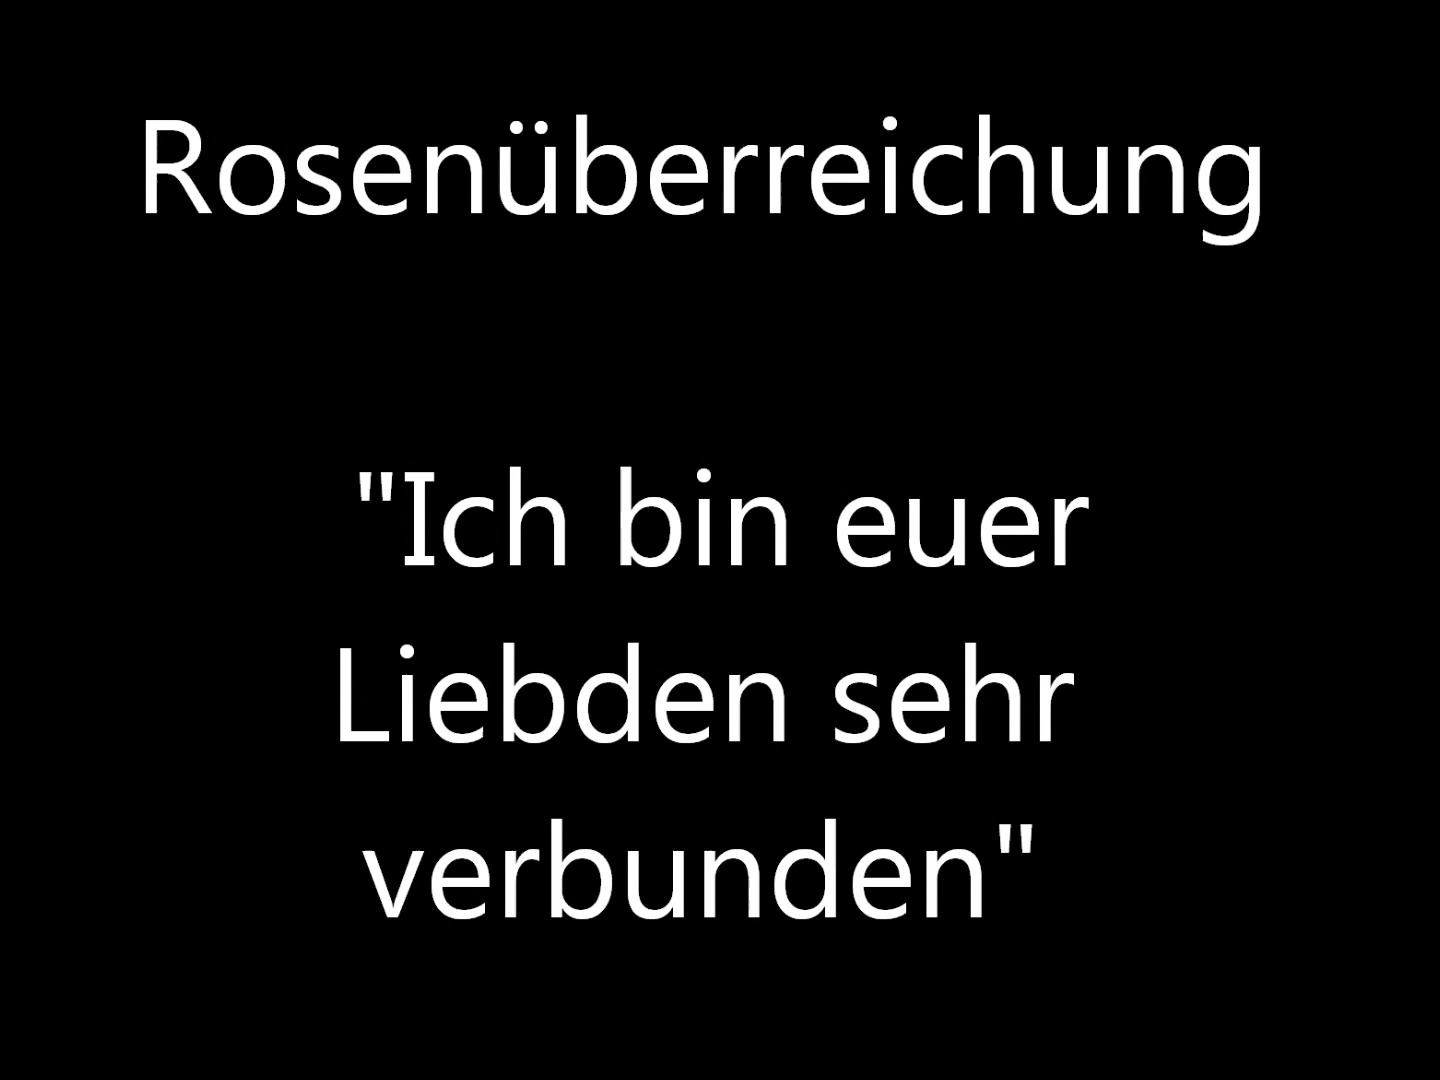 Rosenüberreichung
"Ich bin euer
Liebden sehr
verbunden"